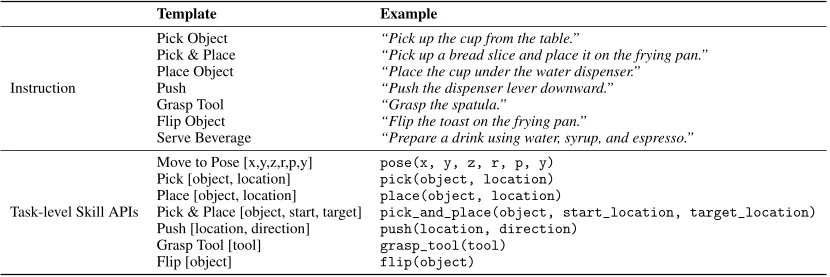 Template Example
Pick Object "Pick up the cup from the table."
Pick & Place "Pick up a bread slice and place it on the frying pan."
Place Object "Place the cup under the water dispenser."
Instruction Push "Push the dispenser lever downward."
Grasp Tool "Grasp the spatula."
Flip Object "Flip the toast on the frying pan."
Serve Beverage "Prepare a drink using water, syrup, and espresso."
Move to Pose [x,y,z,r,p,y] pose(x, y, z, r, p, y)
Pick [object, location] pick(object, location)
Place [object, location] place(object, location)
Task-level Skill APIs Pick & Place [object, start, target] pick_and_place(object, start_location, target_location)
Push [location, direction] push(location, direction)
Grasp Tool [tool] grasp_tool(tool)
Flip [object] flip(object)